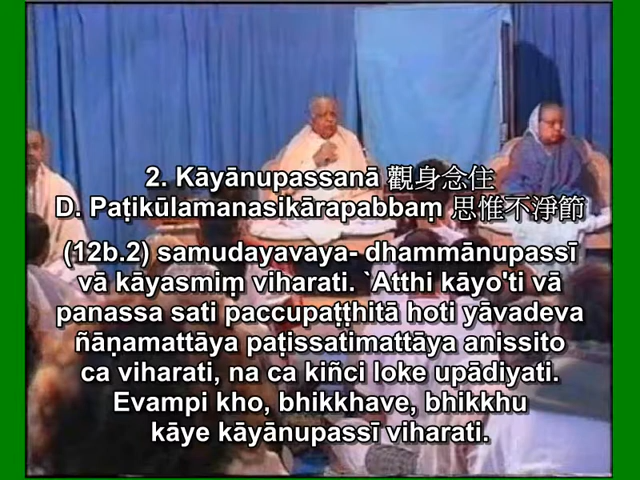 2. Kāyānupassanā 觀身念住
D. Paṭikūlamanasikārapabbaṃ 思惟不淨節
(12b.2) samudayavaya- dhammānupassī
vā kāyasmiṃ viharati. `Atthi kāyo'ti vā
panassa sati paccupaṭṭhitā hoti yāvadeva
ñāṇamattāya paṭissatimattāya anissito
ca viharati, na ca kiñci loke upādiyati.
Evampi kho, bhikkhave, bhikkhu
kāye kāyānupassī viharati.